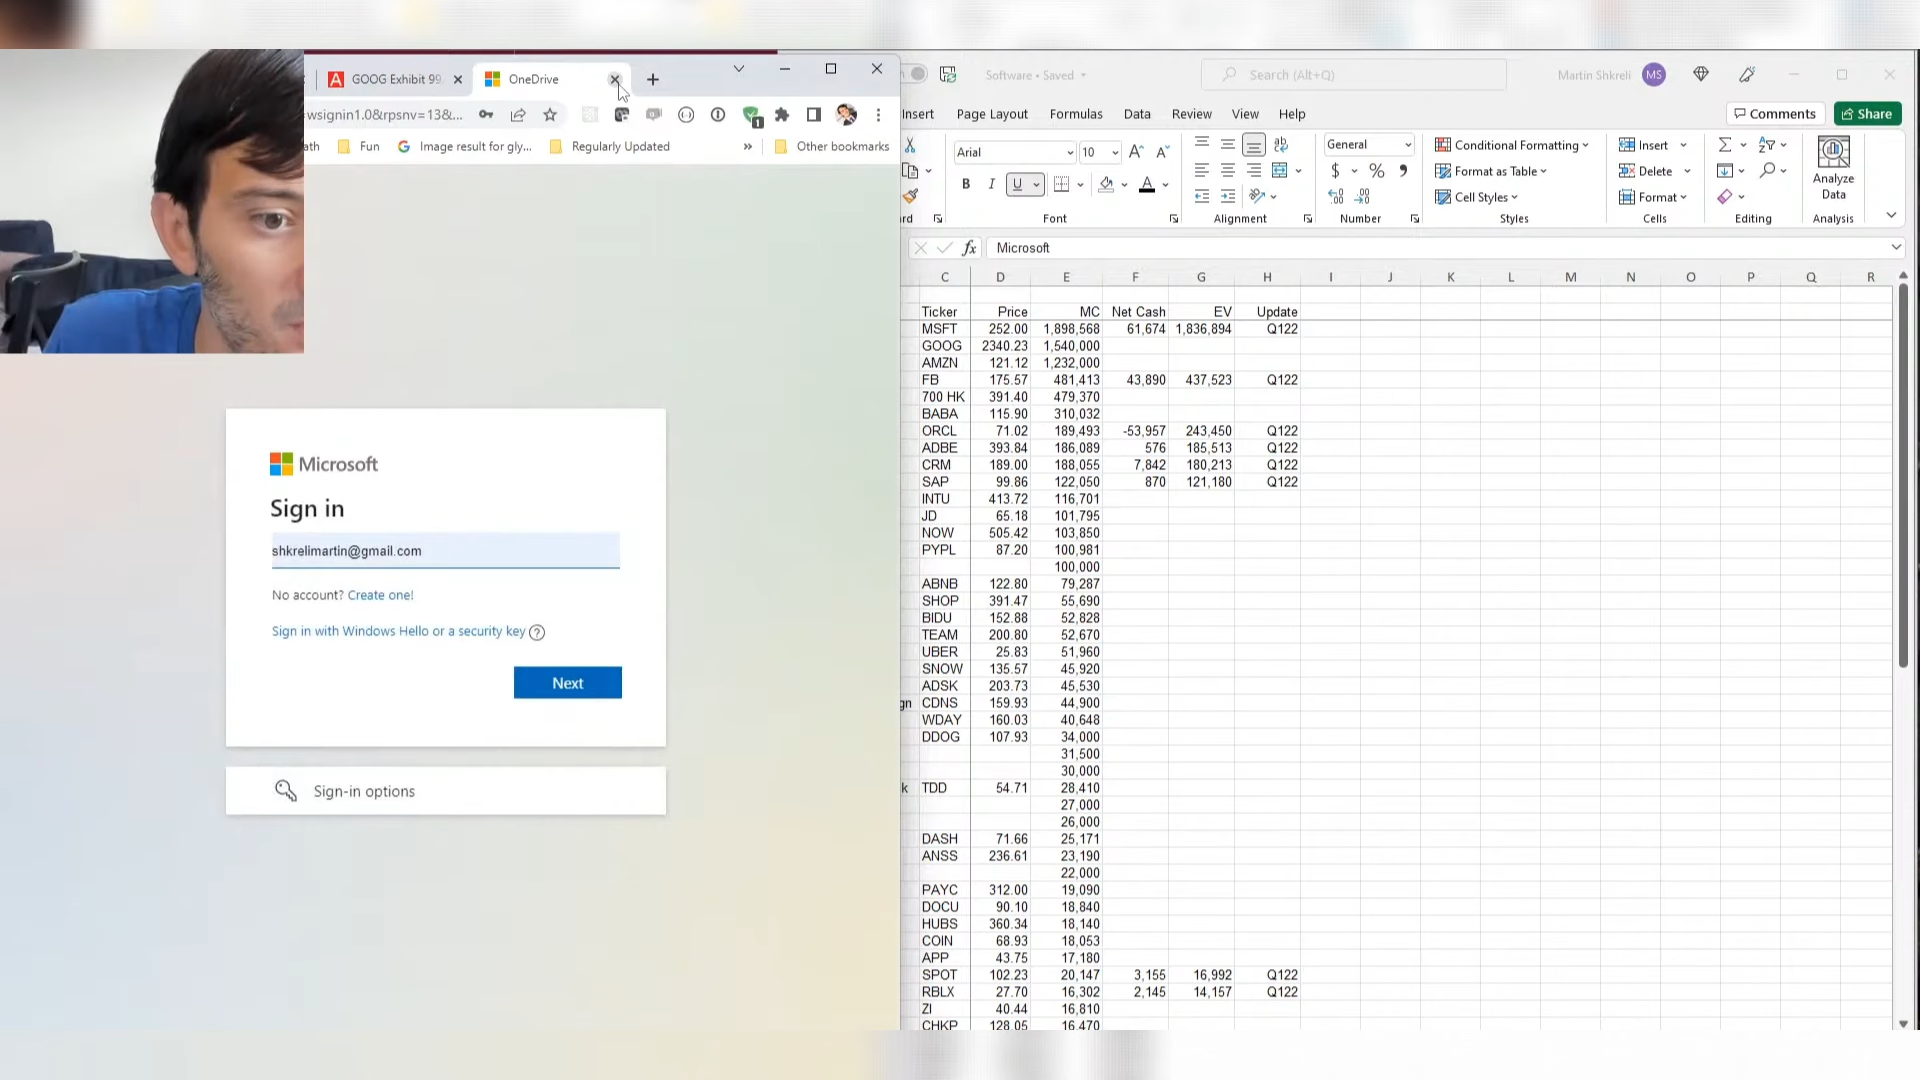 GOOG Exhibit 99.
OneDrive
wsignin1.0&rpsnv=13&...
ath
Fun
Image result for gly...
Regularly Updated
»
Other bookmarks
Microsoft
Sign in
shkrelimartin@gmail.com
No account? Create one!
Sign in with Windows Hello or a security key
Next
Sign-in options
Software • Saved
Search (Alt+Q)
Martin Shkreli MS
Insert Page Layout Formulas Data Review View Help
Comments
Share
Arial 10
General
Conditional Formatting
Format as Table
Cell Styles
Insert
Delete
Format
Analyze
Data
rd Font Alignment Number Styles Cells Editing Analysis
fx Microsoft
C D E F G H I J K L M N O P Q R
Ticker Price MC Net Cash EV Update
MSFT 252.00 1,898,568 61,674 1,836,894 Q122
GOOG 2340.23 1,540,000
AMZN 121.12 1,232,000
FB 175.57 481,413 43,890 437,523 Q122
700 HK 391.40 479,370
BABA 115.90 310,032
ORCL 71.02 189,493 -53,957 243,450 Q122
ADBE 393.84 186,089 576 185,513 Q122
CRM 189.00 188,055 7,842 180,213 Q122
SAP 99.86 122,050 870 121,180 Q122
INTU 413.72 116,701
JD 65.18 101,795
NOW 505.42 103,850
PYPL 87.20 100,981
100,000
ABNB 122.80 79,287
SHOP 391.47 55,690
BIDU 152.88 52,828
TEAM 200.80 52,670
UBER 25.83 51,960
SNOW 135.57 45,920
ADSK 203.73 45,530
gn CDNS 159.93 44,900
WDAY 160.03 40,648
DDOG 107.93 34,000
31,500
30,000
k TDD 54.71 28,410
27,000
26,000
DASH 71.66 25,171
ANSS 236.61 23,190
22,000
PAYC 312.00 19,090
DOCU 90.10 18,840
HUBS 360.34 18,140
COIN 68.93 18,053
APP 43.75 17,180
SPOT 102.23 20,147 3,155 16,992 Q122
RBLX 27.70 16,302 2,145 14,157 Q122
ZI 40.44 16,810
CHKP 128.05 16,470